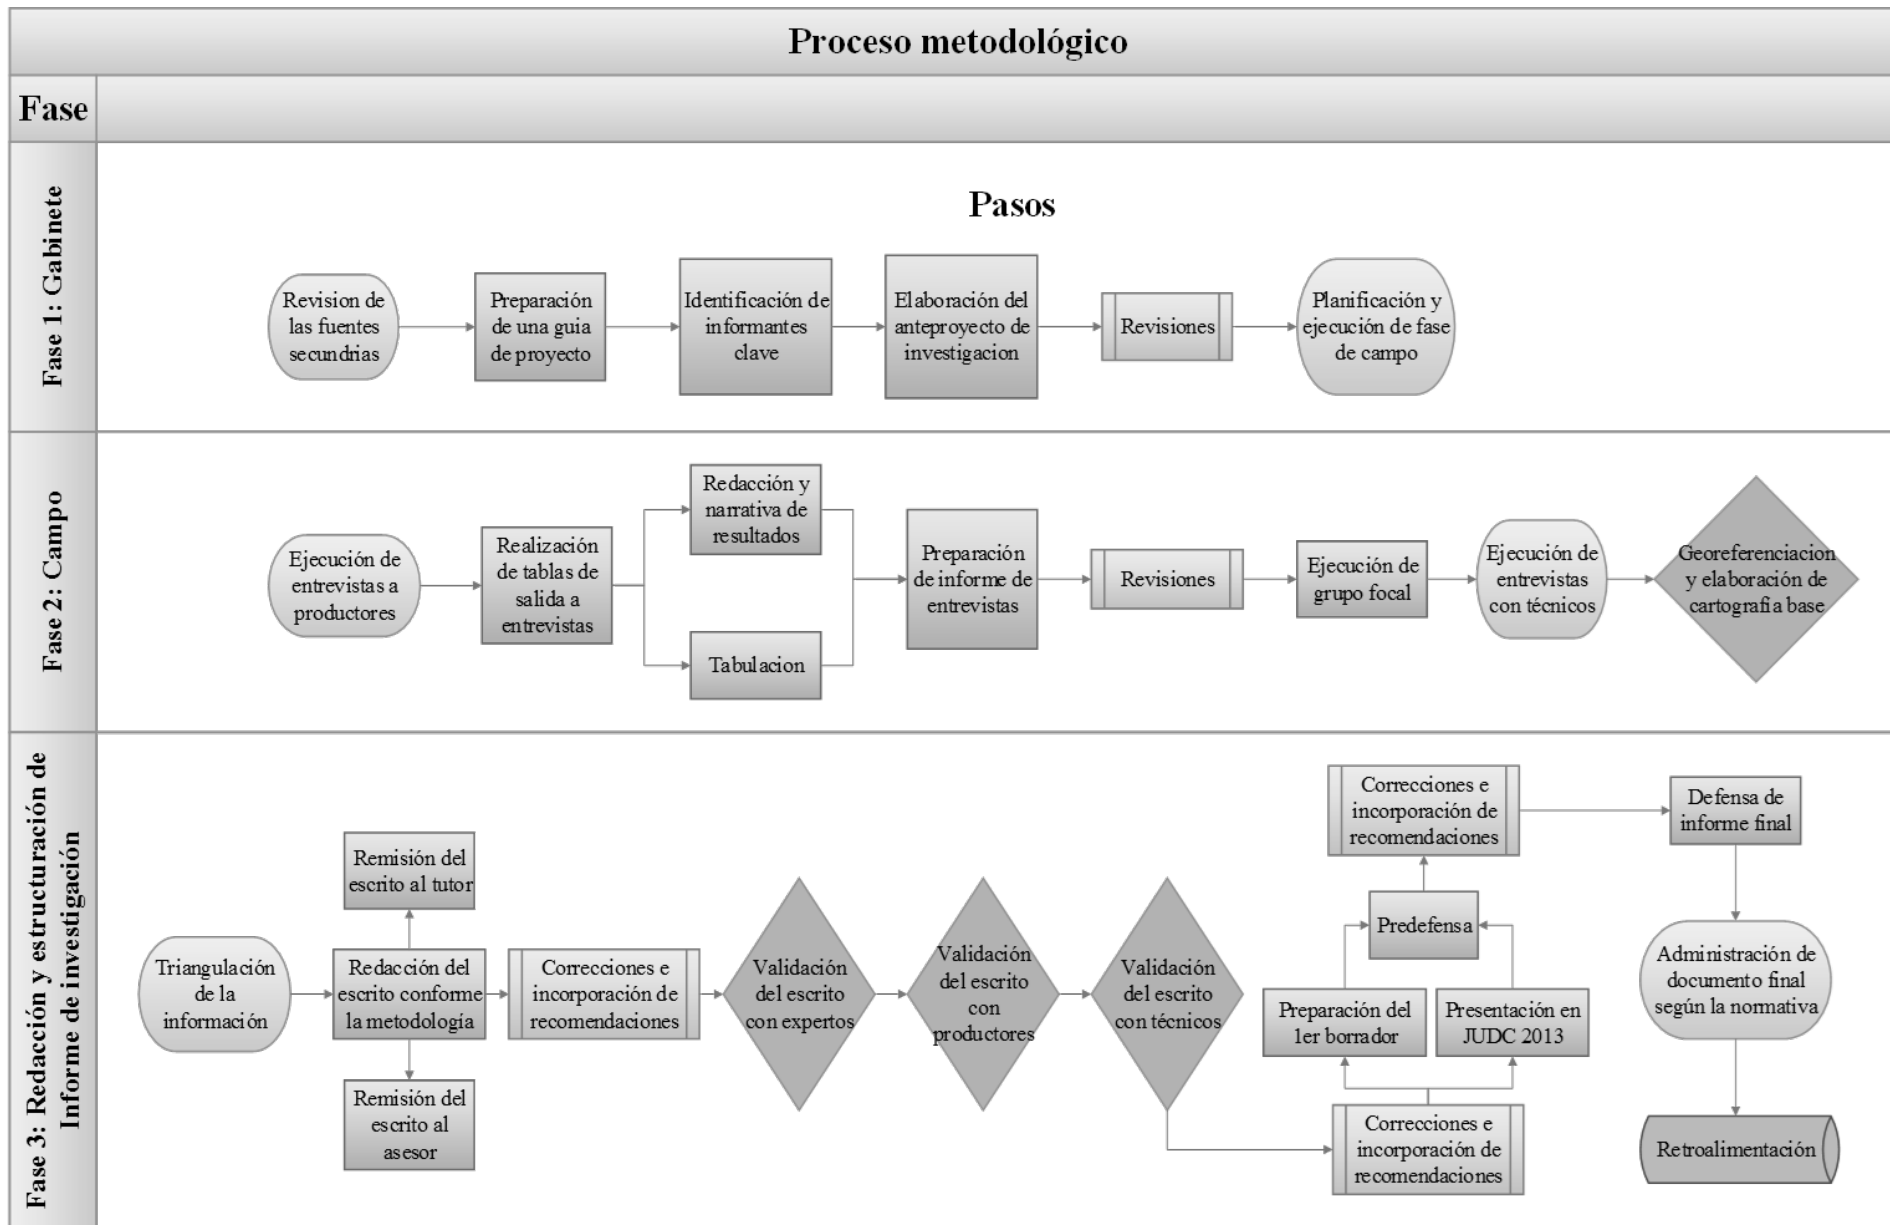 Proceso metodológico
Fase
Fase 1: Gabinete
Pasos
Revision de
las fuentes
secundrias
Preparación
de una guia
de proyecto
Identificación de
informantes
clave
Elaboración del
anteproyecto de
investigacion
Revisiones
Planificación y
ejecución de fase
de campo
Fase 2: Campo
Ejecución de
entrevistas a
productores
Realización
de tablas de
salida a
entrevistas
Redacción y
narrativa de
resultados
Tabulacion
Preparación
de informe de
entrevistas
Revisiones
Ejecución de
grupo focal
Ejecución de
entrevistas
con técnicos
Georeferenciacion
y elaboración de
cartografía base
Fase 3: Redacción y estructuración de
Informe de investigación
Triangulación
de la
información
Remisión del
escrito al tutor
Redacción del
escrito conforme
la metodología
Remisión del
escrito al
asesor
Correcciones e
incorporación de
recomendaciones
Validación
del escrito
con expertos
Validación
del escrito
con
productores
Validación
del escrito
con técnicos
Correcciones e
incorporación de
recomendaciones
Preparación del
1er borrador
Presentación en
JUDC 2013
Predefensa
Correcciones e
incorporación de
recomendaciones
Defensa de
informe final
Administración de
documento final
según la normativa
Retroalimentación